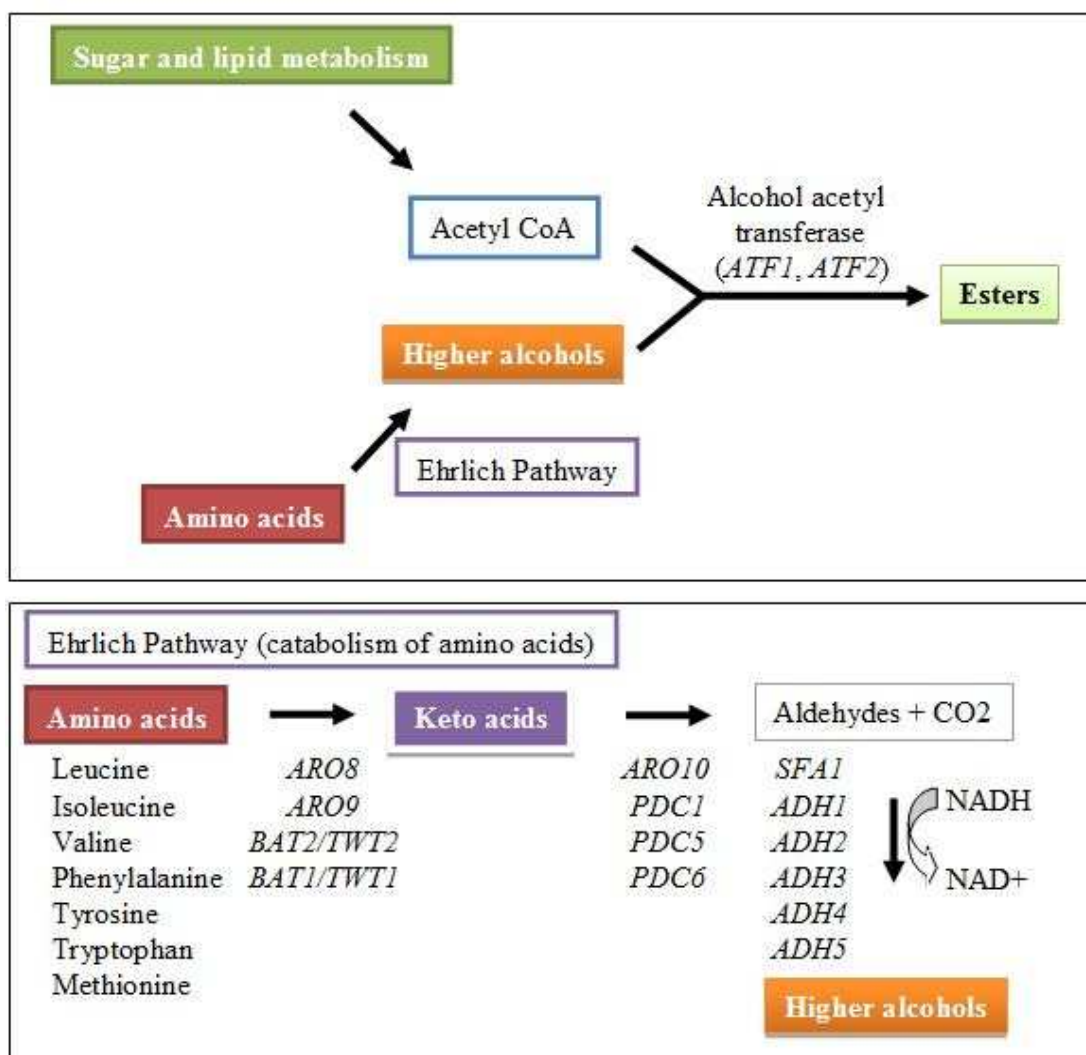 Sugar and lipid metabolism
Acetyl CoA
Alcohol acetyl
transferase
(ATF1, ATF2)
Esters
Higher alcohols
Ehrlich Pathway
Amino acids
Ehrlich Pathway (catabolism of amino acids)
Amino acids
Keto acids
Aldehydes + CO2
Leucine
Isoleucine
Valine
Phenylalanine
Tyrosine
Tryptophan
Methionine
ARO8
ARO9
BAT2/TWT2
BAT1/TWT1
ARO10
PDC1
PDC5
PDC6
SFA1
ADH1
ADH2
ADH3
ADH4
ADH5
NADH
NAD+
Higher alcohols